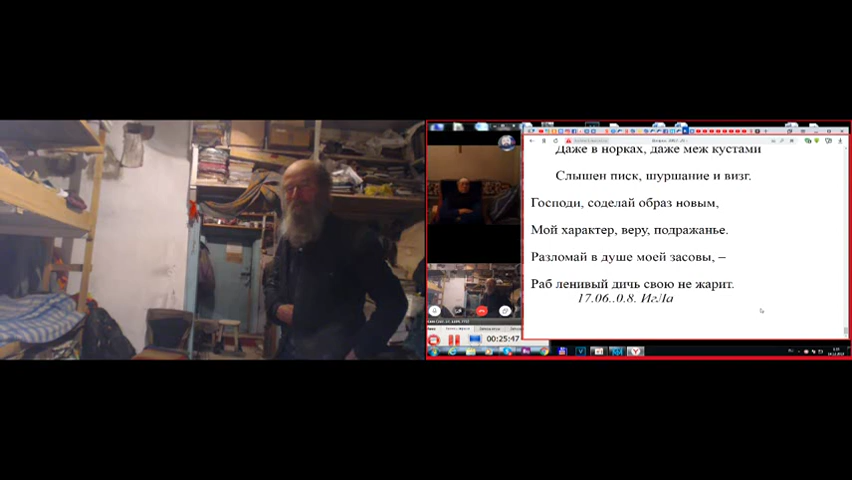 Даже в норках, даже меж кустами
Слышен писк, шуршание и визг.
Господи, соделай образ новым,
Мой характер, веру, подражанье.
Разломай в душе моей засовы, –
Раб ленивый дичь свою не жарит.
17.06..0.8. ИгЛа
00:25:47